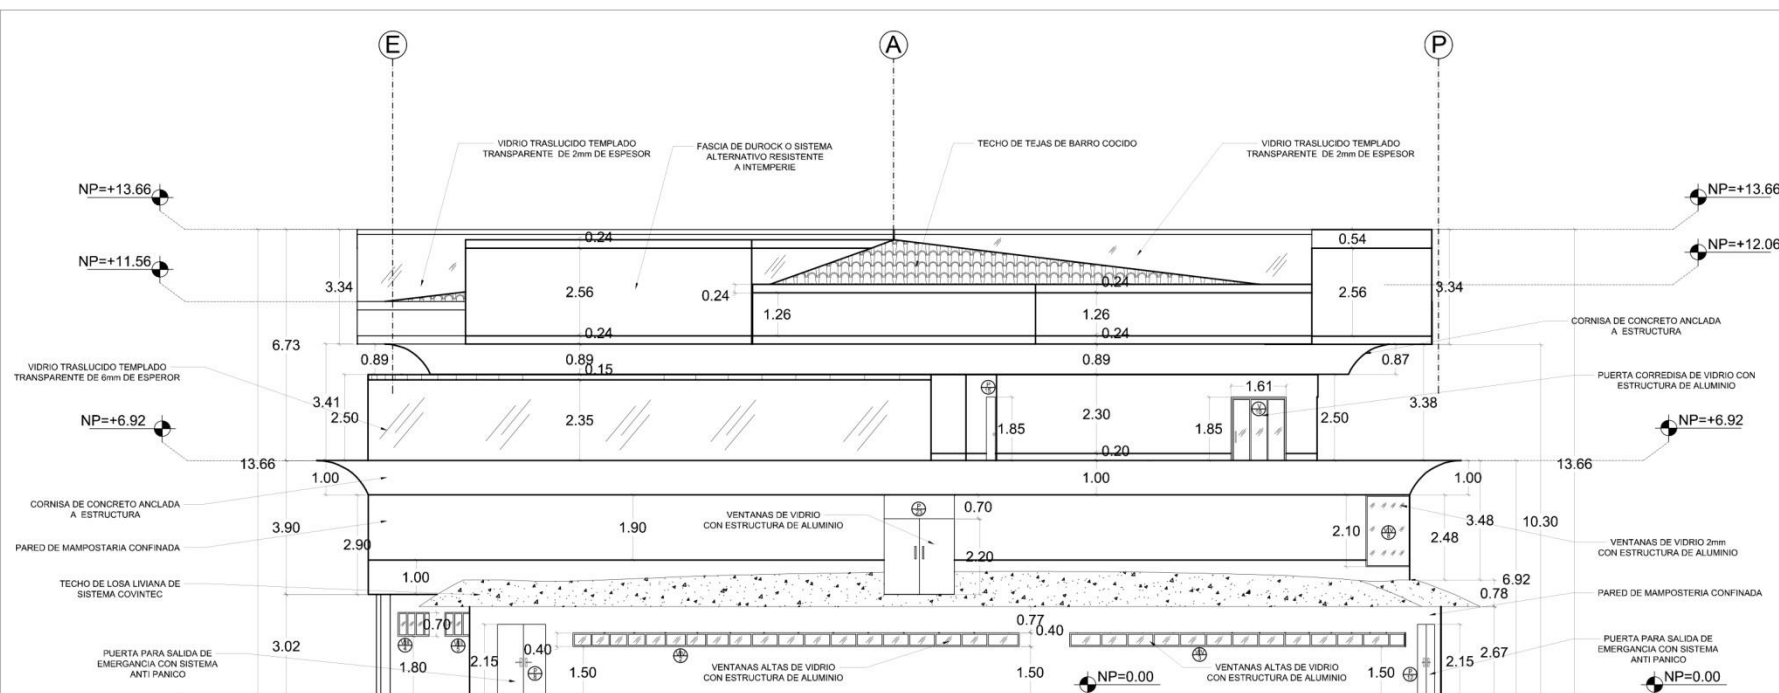 E
A
P
VIDRIO TRASLUCIDO TEMPLADO
TRANSPARENTE DE 2mm DE ESPESOR
FASCIA DE DUROCK O SISTEMA
ALTERNATIVO RESISTENTE
A INTEMPERIE
TECHO DE TEJAS DE BARRO COCIDO
VIDRIO TRASLUCIDO TEMPLADO
TRANSPARENTE DE 2mm DE ESPESOR
NP=+13.66
NP=+13.66
NP=+11.56
NP=+12.06
0.24
0.54
3.34
2.56
0.24
0.24
2.56
3.34
1.26
1.26
0.24
0.24
CORNISA DE CONCRETO ANCLADA
A ESTRUCTURA
6.73
0.89
0.89
0.89
0.87
0.15
VIDRIO TRASLUCIDO TEMPLADO
TRANSPARENTE DE 6mm DE ESPEROR
PUERTA CORREDISA DE VIDRIO CON
ESTRUCTURA DE ALUMINIO
1.61
3.41
2.50
2.35
2.30
1.85
1.85
2.50
3.38
NP=+6.92
NP=+6.92
0.20
13.66
13.66
1.00
1.00
1.00
CORNISA DE CONCRETO ANCLADA
A ESTRUCTURA
0.70
VENTANAS DE VIDRIO
CON ESTRUCTURA DE ALUMINIO
3.90
1.90
2.10
3.48
10.30
2.48
PARED DE MAMPOSTARIA CONFINADA
2.90
2.20
VENTANAS DE VIDRIO 2mm
CON ESTRUCTURA DE ALUMINIO
1.00
TECHO DE LOSA LIVIANA DE
SISTEMA COVINTEC
6.92
0.78
PARED DE MAMPOSTERIA CONFINADA
0.70
0.77
0.40
0.40
3.02
PUERTA PARA SALIDA DE
EMERGANCIA CON SISTEMA
ANTI PANICO
1.80
2.15
1.50
VENTANAS ALTAS DE VIDRIO
CON ESTRUCTURA DE ALUMINIO
1.50
NP=0.00
VENTANAS ALTAS DE VIDRIO
CON ESTRUCTURA DE ALUMINIO
1.50
2.15
2.67
PUERTA PARA SALIDA DE
EMERGANCIA CON SISTEMA
ANTI PANICO
NP=0.00